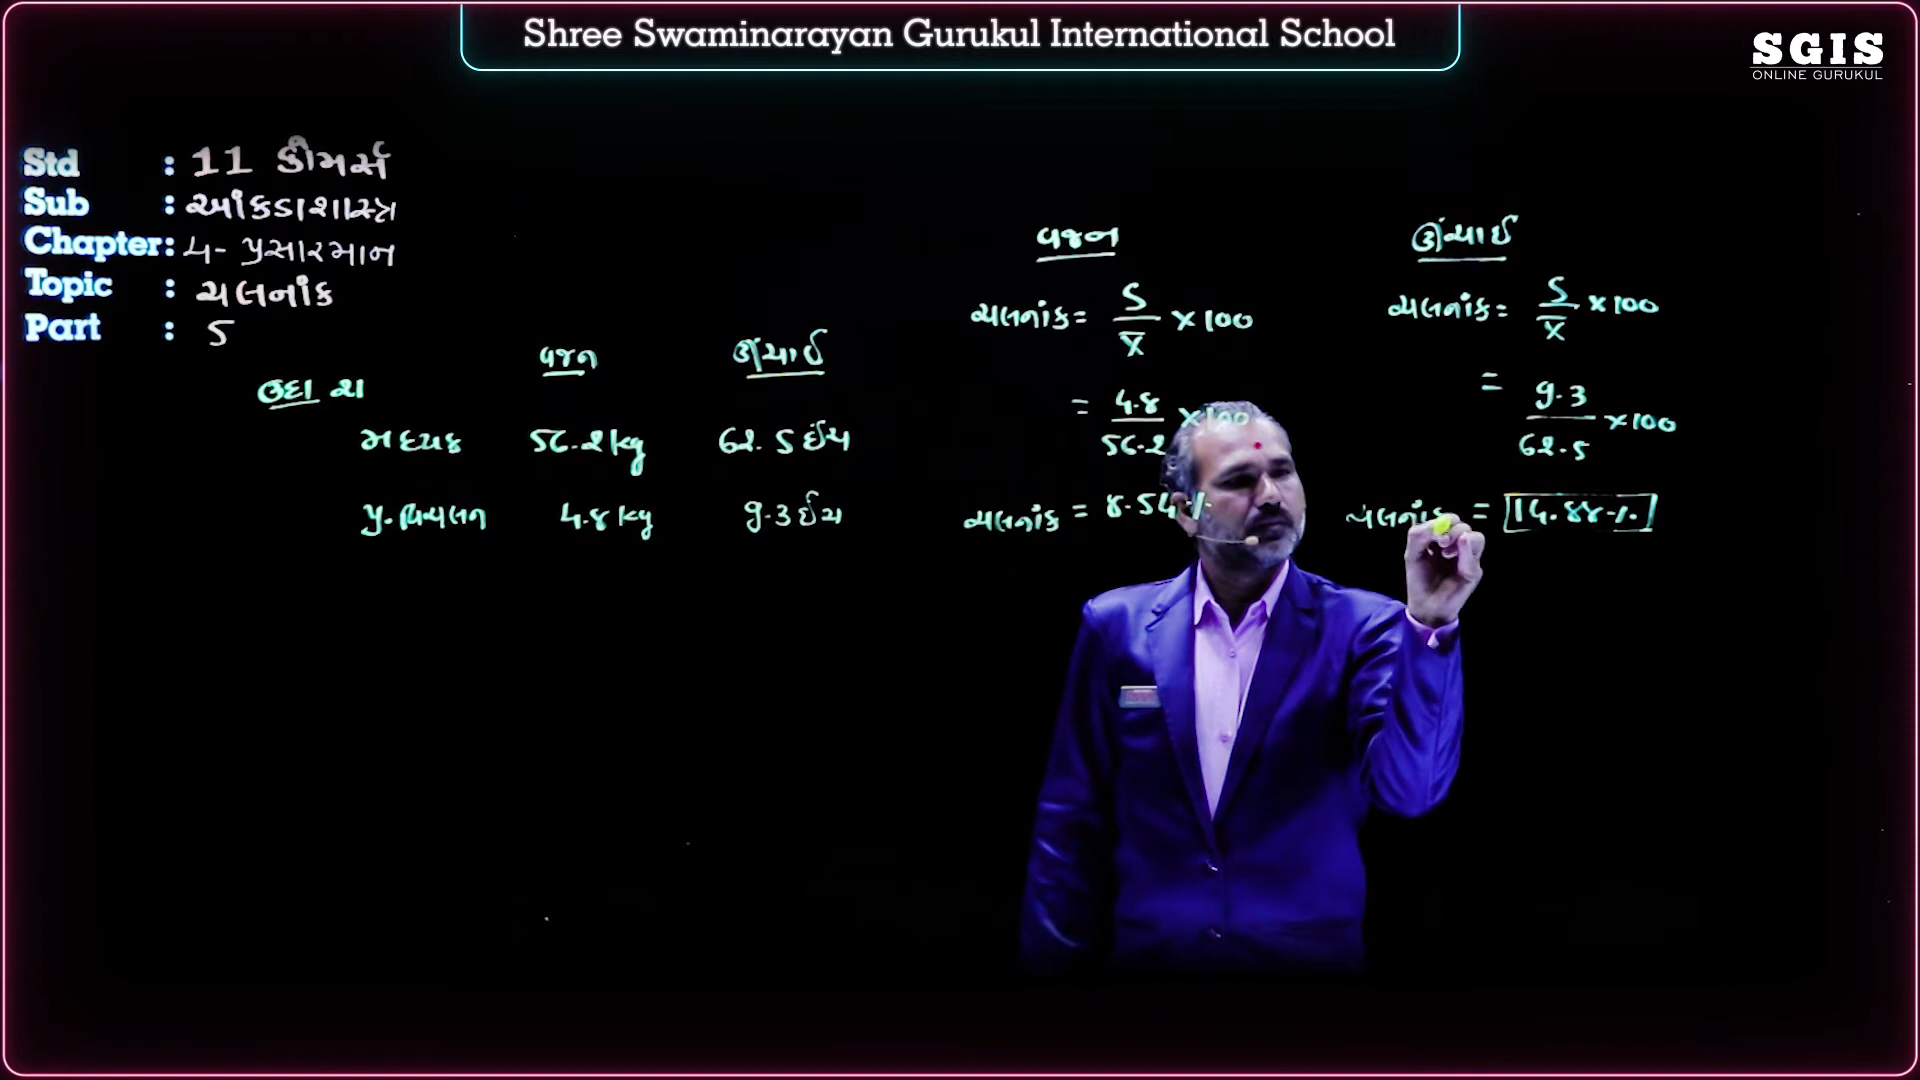 Shree Swaminarayan Gurukul International School
SGIS
ONLINE GURUKUL
Std : 11 કોમર્સ
Sub : આંકડાશાસ્ત્ર
Chapter: 4- પ્રસારમાન
Topic : ચલનાંક
Part : 5
વજન ઊંચાઈ
ઉદા
મધ્યક 56.2 kg 62.5 ઈંચ
પ્ર. વિચલન 4.8 kg 9.3 ઈંચ
વજન
ચલનાંક = S / x̅ × 100
= 4.8 / 56.2 × 100
ચલનાંક = 8.54 %
ઊંચાઈ
ચલનાંક = S / x̅ × 100
= 9.3 / 62.5 × 100
ચલનાંક = 14.88 %